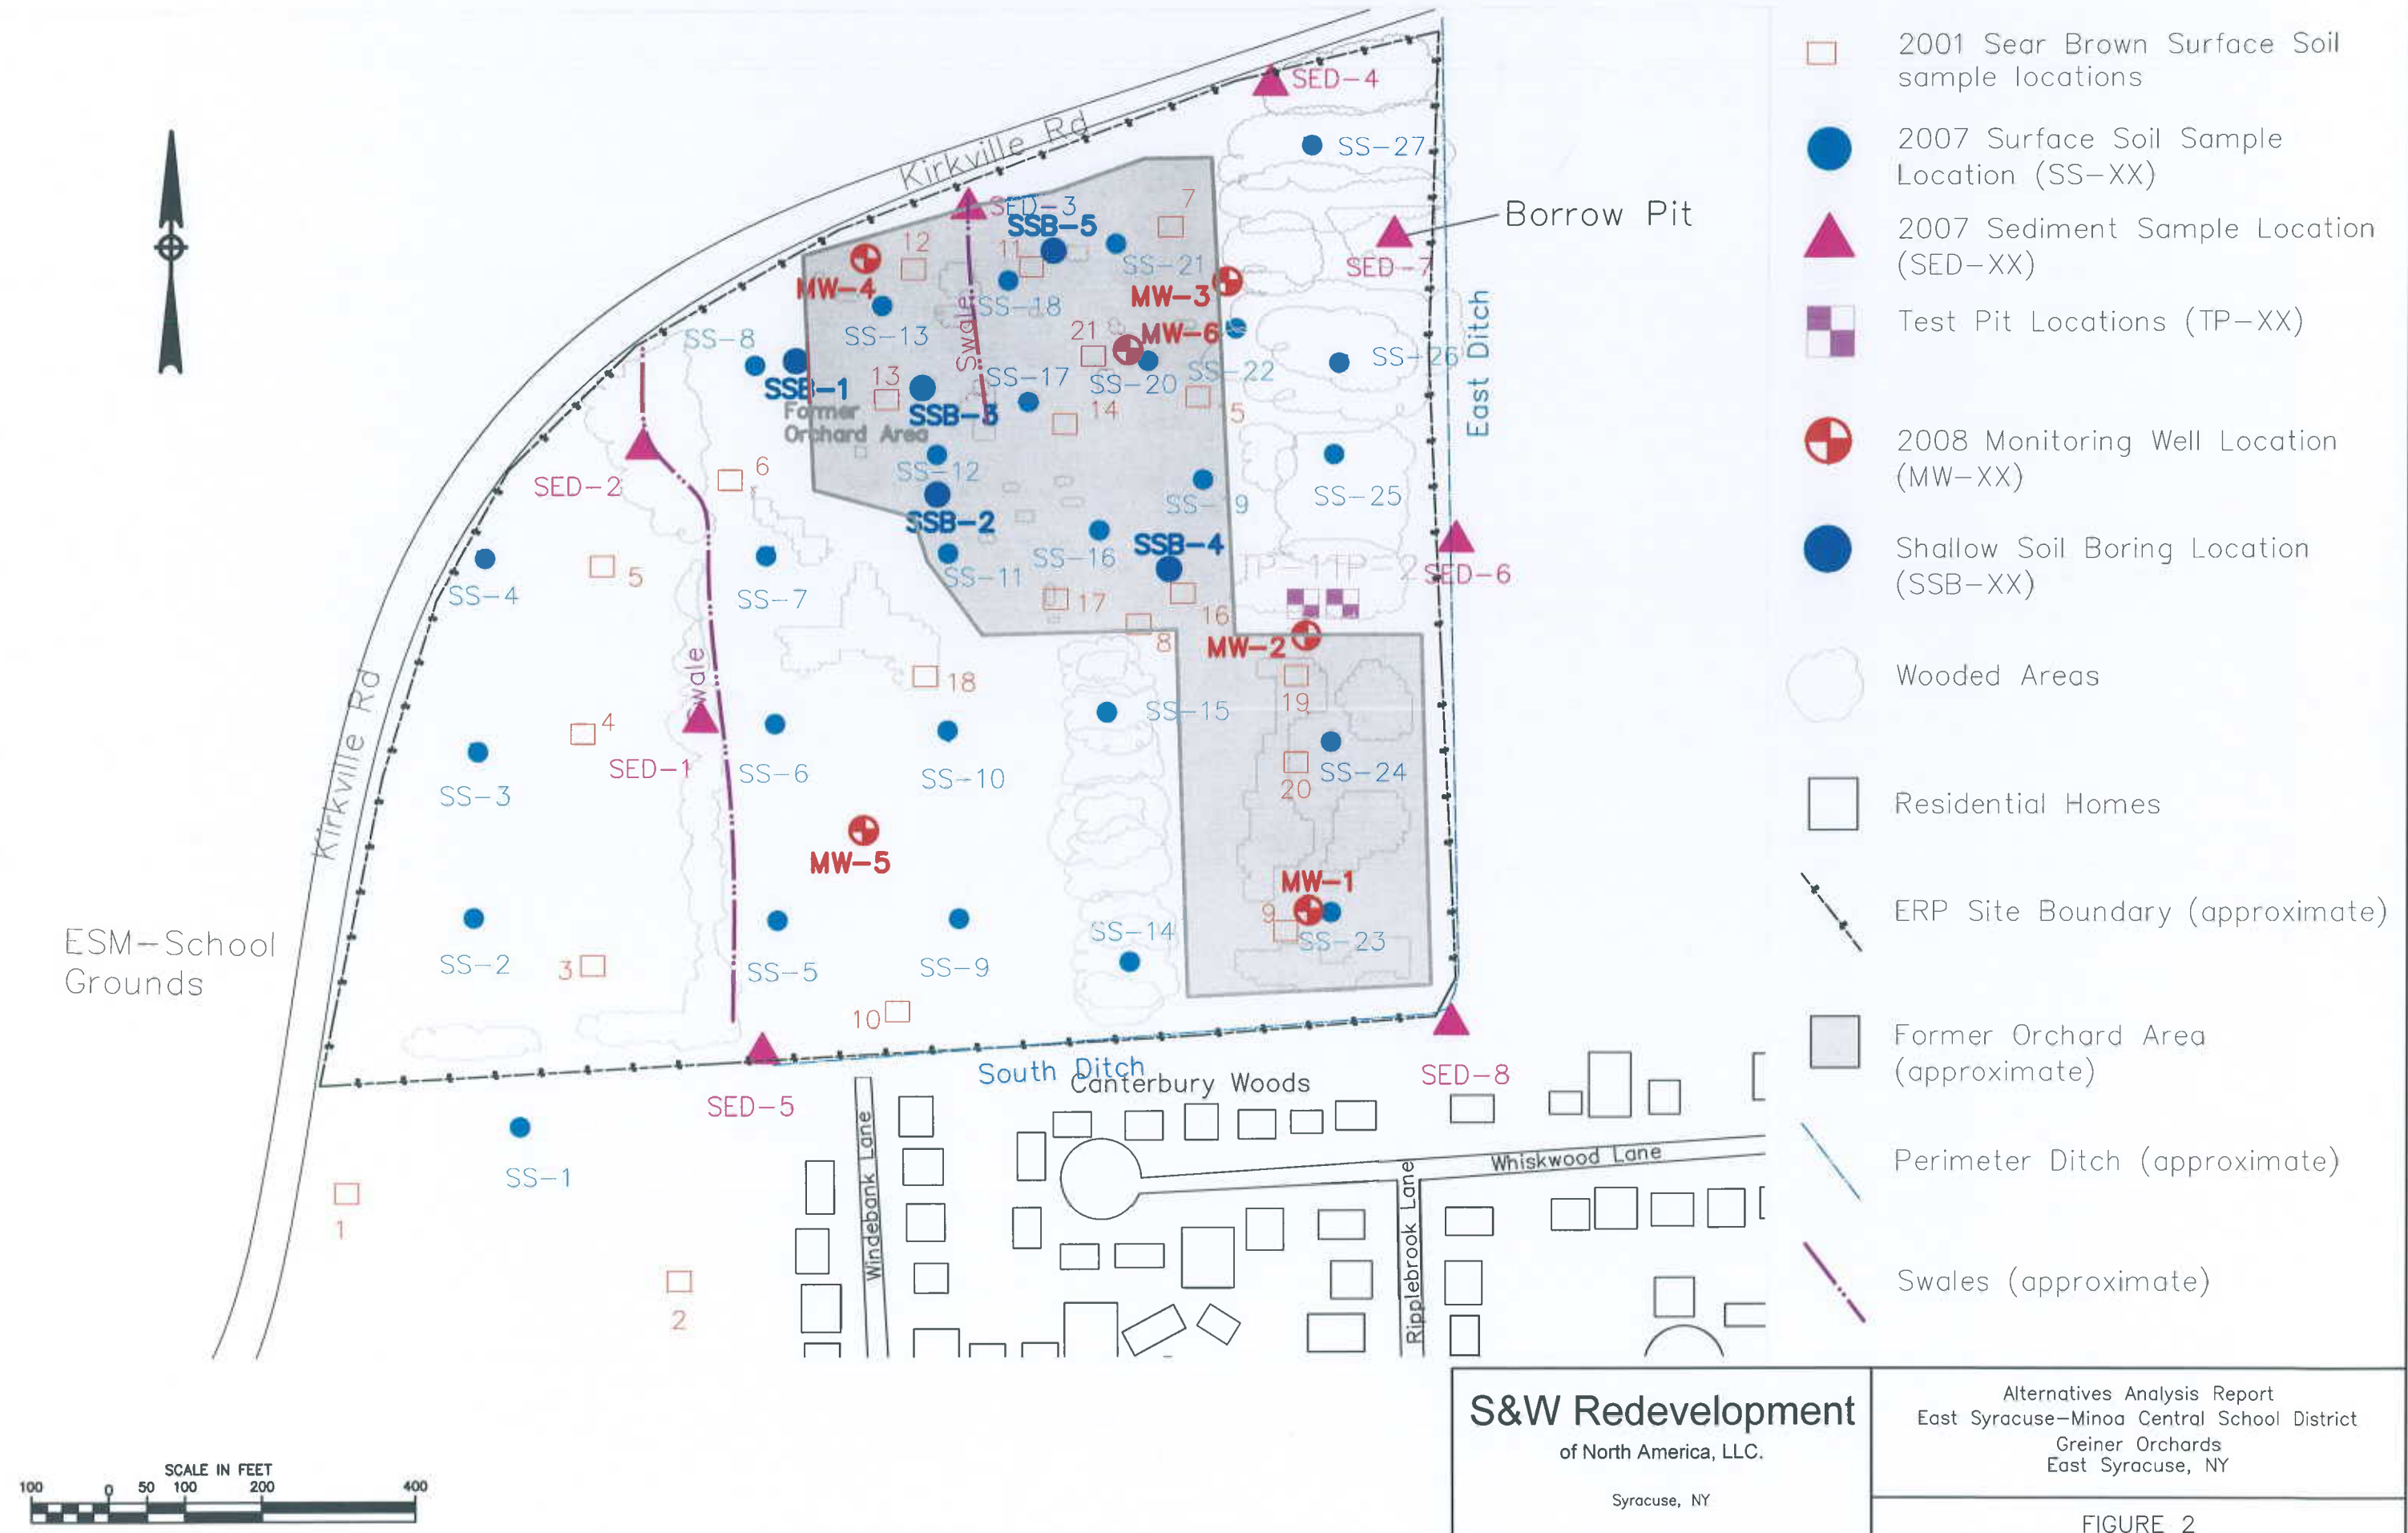 Kirkville Rd
SED-4
SS-27
7
SED-3
SSB-5
12
11
SS-21
Borrow Pit
SED-7
MW-4
MW-3
SS-18
SS-13
Swale
21
MW-6
SS-8
SS-26
East Ditch
13
SS-17
SS-20
SS-22
SSB-1
SSB-3
14
15
Former
Orchard Area
SS-12
6
SED-2
SS-25
SS-19
SSB-2
SS-16
SSB-4
SS-11
TP-1
TP-2
SED-6
SS-4
5
SS-7
17
16
8
MW-2
Swale
18
19
Kirkville Rd
4
SS-15
SED-1
SS-6
SS-10
SS-24
20
SS-3
MW-5
MW-1
9
SS-14
SS-23
ESM-School
Grounds
SS-2
3
SS-5
SS-9
10
South Ditch
Canterbury Woods
SED-8
SED-5
Windebank Lane
Whiskwood Lane
Ripplebrook Lane
SS-1
1
2
2001 Sear Brown Surface Soil
sample locations
2007 Surface Soil Sample
Location (SS-XX)
2007 Sediment Sample Location
(SED-XX)
Test Pit Locations (TP-XX)
2008 Monitoring Well Location
(MW-XX)
Shallow Soil Boring Location
(SSB-XX)
Wooded Areas
Residential Homes
ERP Site Boundary (approximate)
Former Orchard Area
(approximate)
Perimeter Ditch (approximate)
Swales (approximate)
SCALE IN FEET
100 0 50 100 200 400
S&W Redevelopment
of North America, LLC.
Syracuse, NY
Alternatives Analysis Report
East Syracuse-Minoa Central School District
Greiner Orchards
East Syracuse, NY
FIGURE 2